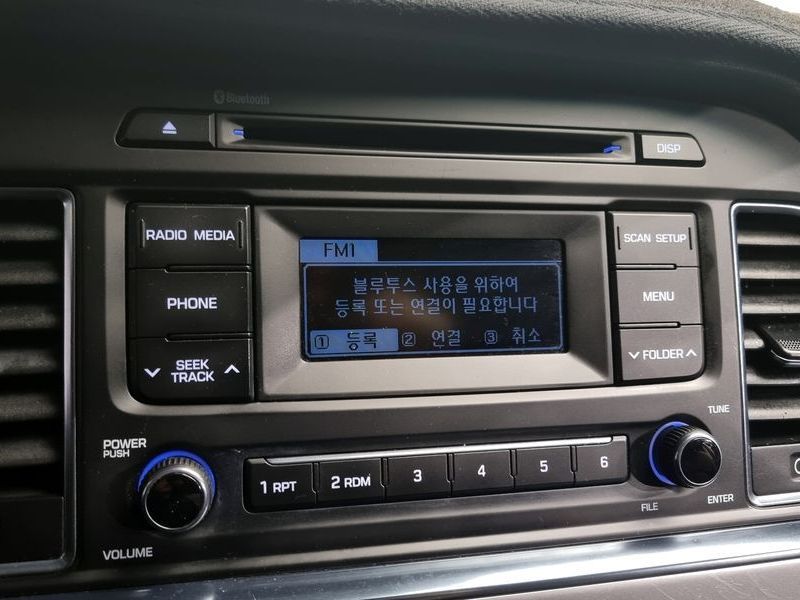 Bluetooth
DISP
RADIO MEDIA
PHONE
SEEK
TRACK
FM1
블루투스 사용을 위하여
등록 또는 연결이 필요합니다
1 등록 2 연결 3 취소
SCAN SETUP
MENU
FOLDER
POWER
PUSH
VOLUME
1 RPT
2 RDM
3
4
5
6
TUNE
FILE
ENTER